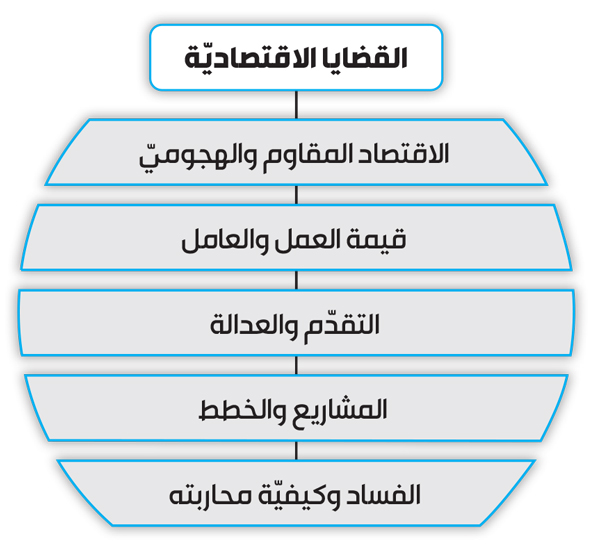 القضايا الاقتصاديّة
الاقتصاد المقاوم والهجوميّ
قيمة العمل والعامل
التقدّم والعدالة
المشاريع والخطط
الفساد وكيفيّة محاربته